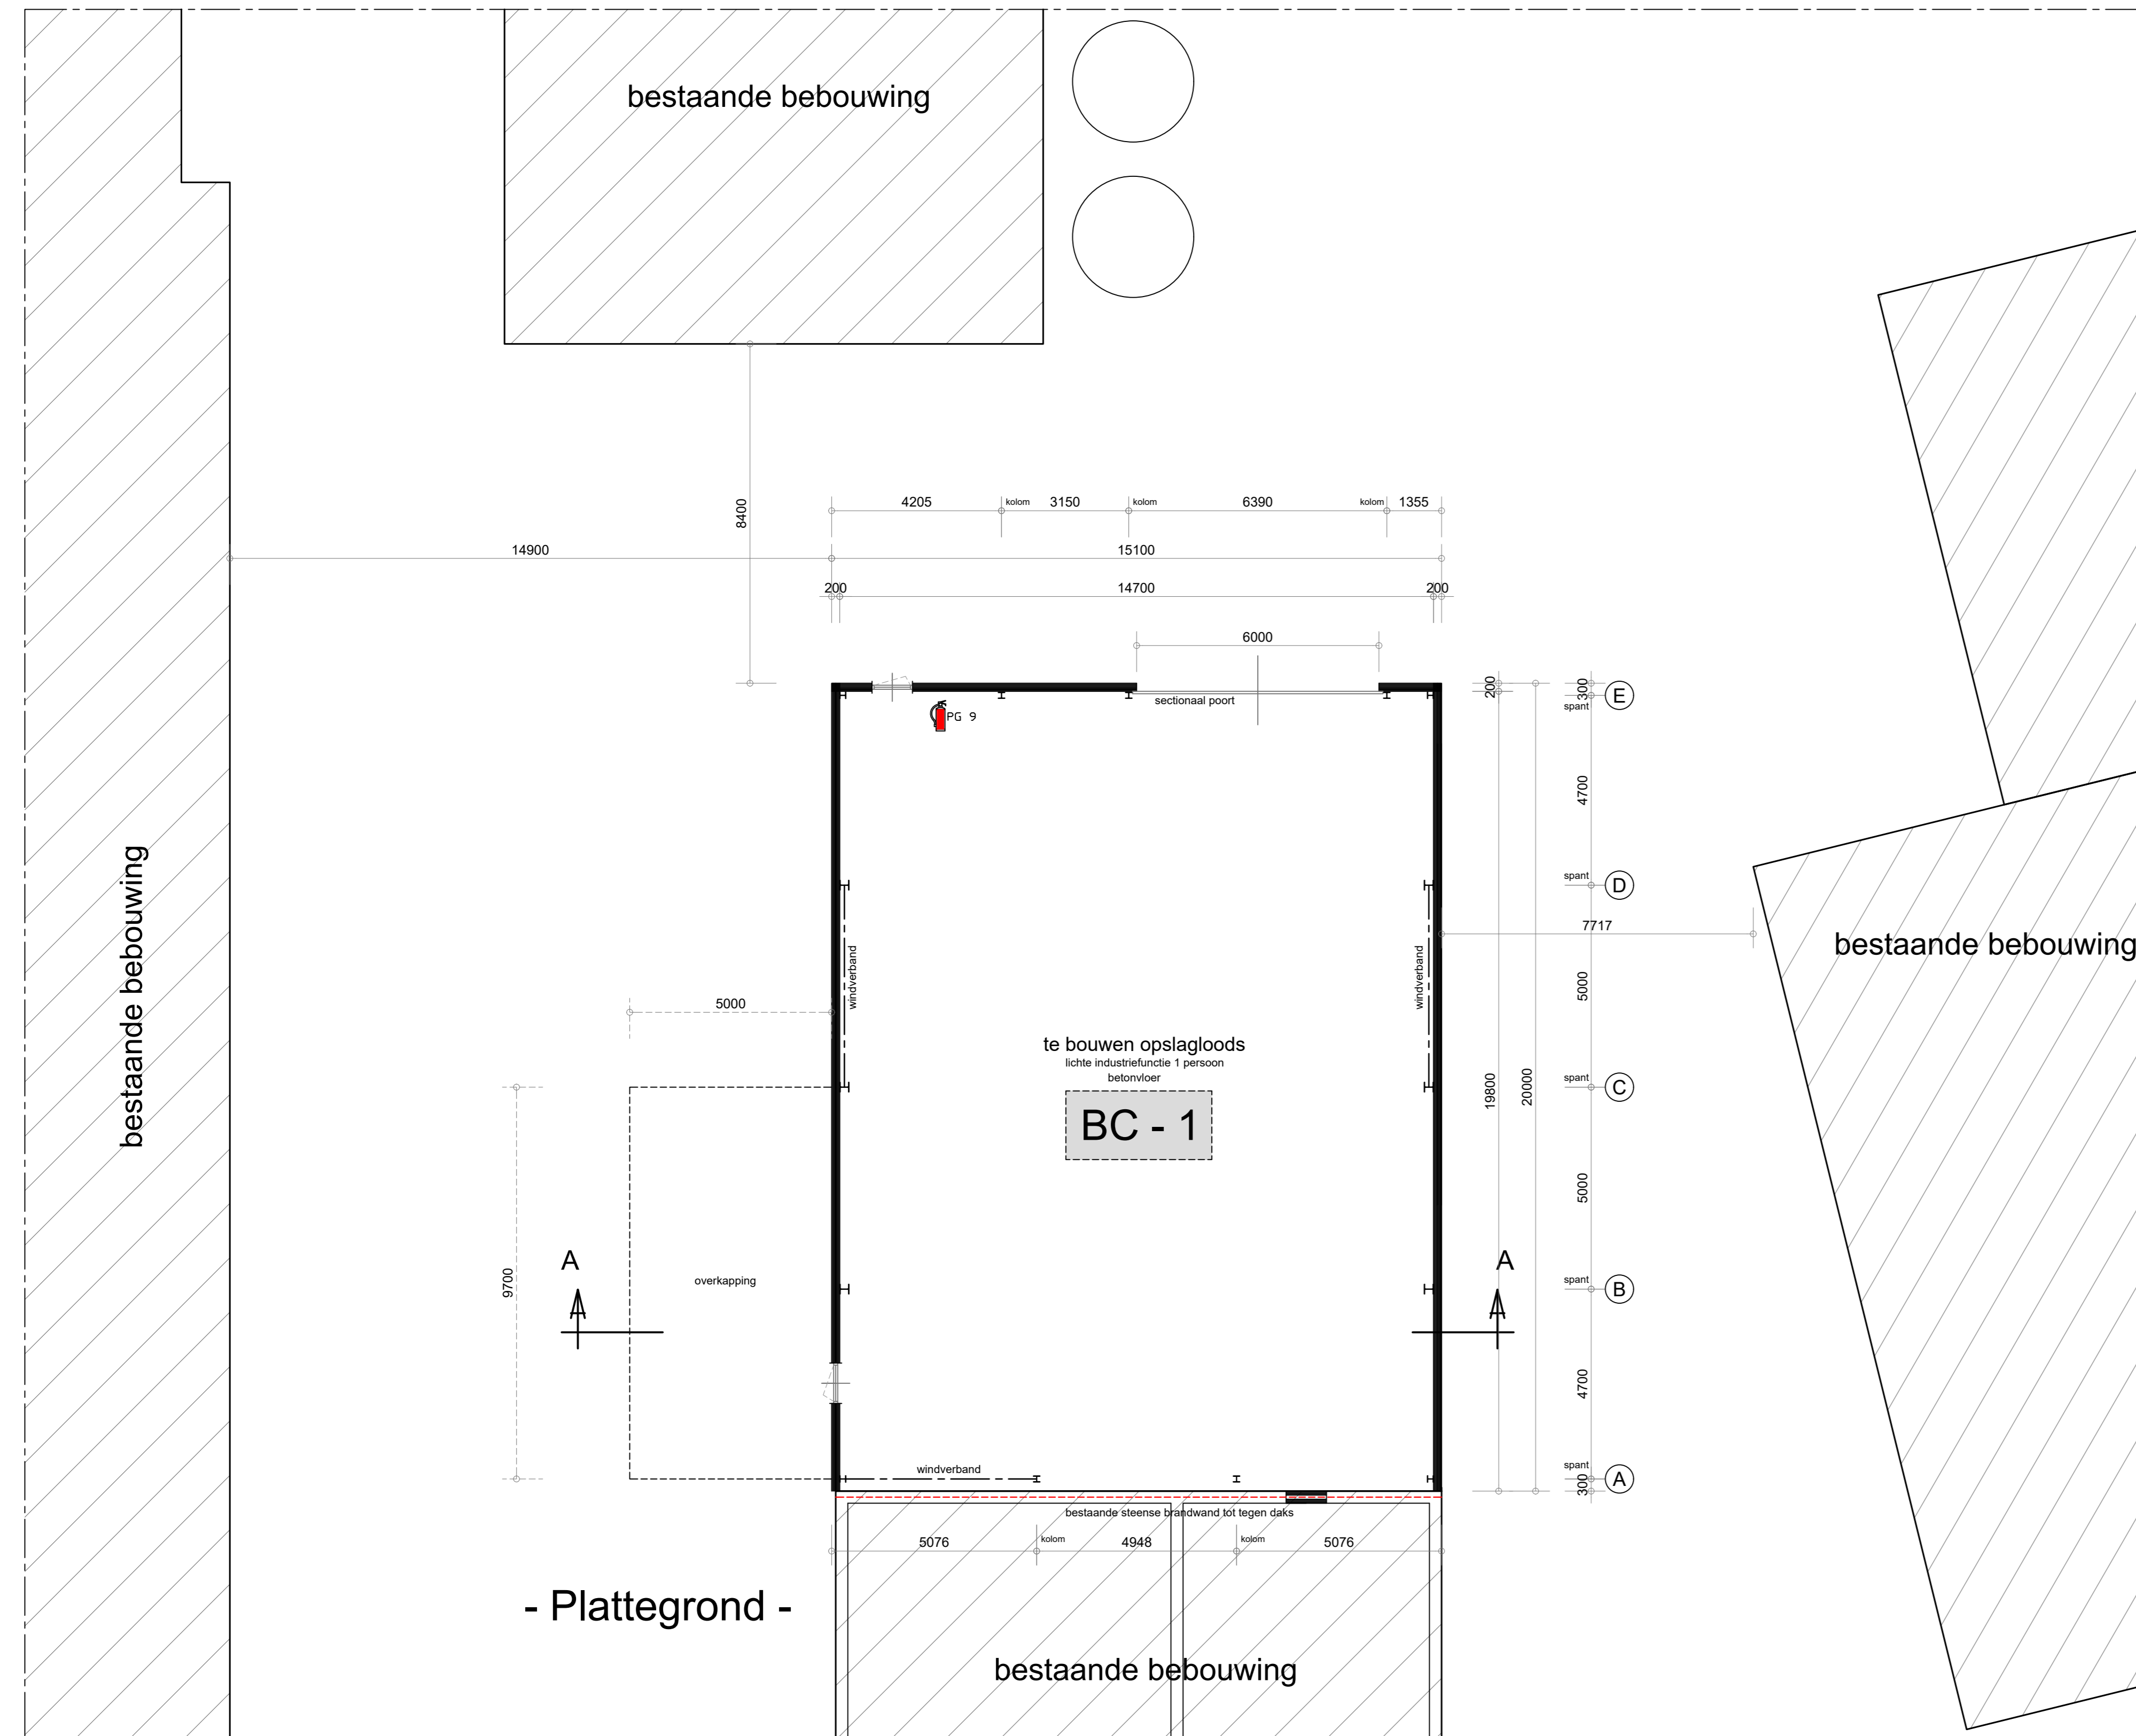 bestaande bebouwing
8400
4205
kolom
3150
kolom
6390
kolom
1355
14900
15100
200
14700
200
6000
sectionaal poort
PG 9
200
300
spant
E
4700
spant
D
7717
bestaande bebouwing
bestaande bebouwing
windverband
windverband
5000
5000
te bouwen opslagloods
lichte industriefunctie 1 persoon
betonvloer
BC - 1
19800
20000
spant
C
5000
A
A
overkapping
9700
spant
B
4700
windverband
spant
A
300
bestaande steense brandwand tot tegen daks
5076
kolom
4948
kolom
5076
- Plattegrond -
bestaande bebouwing